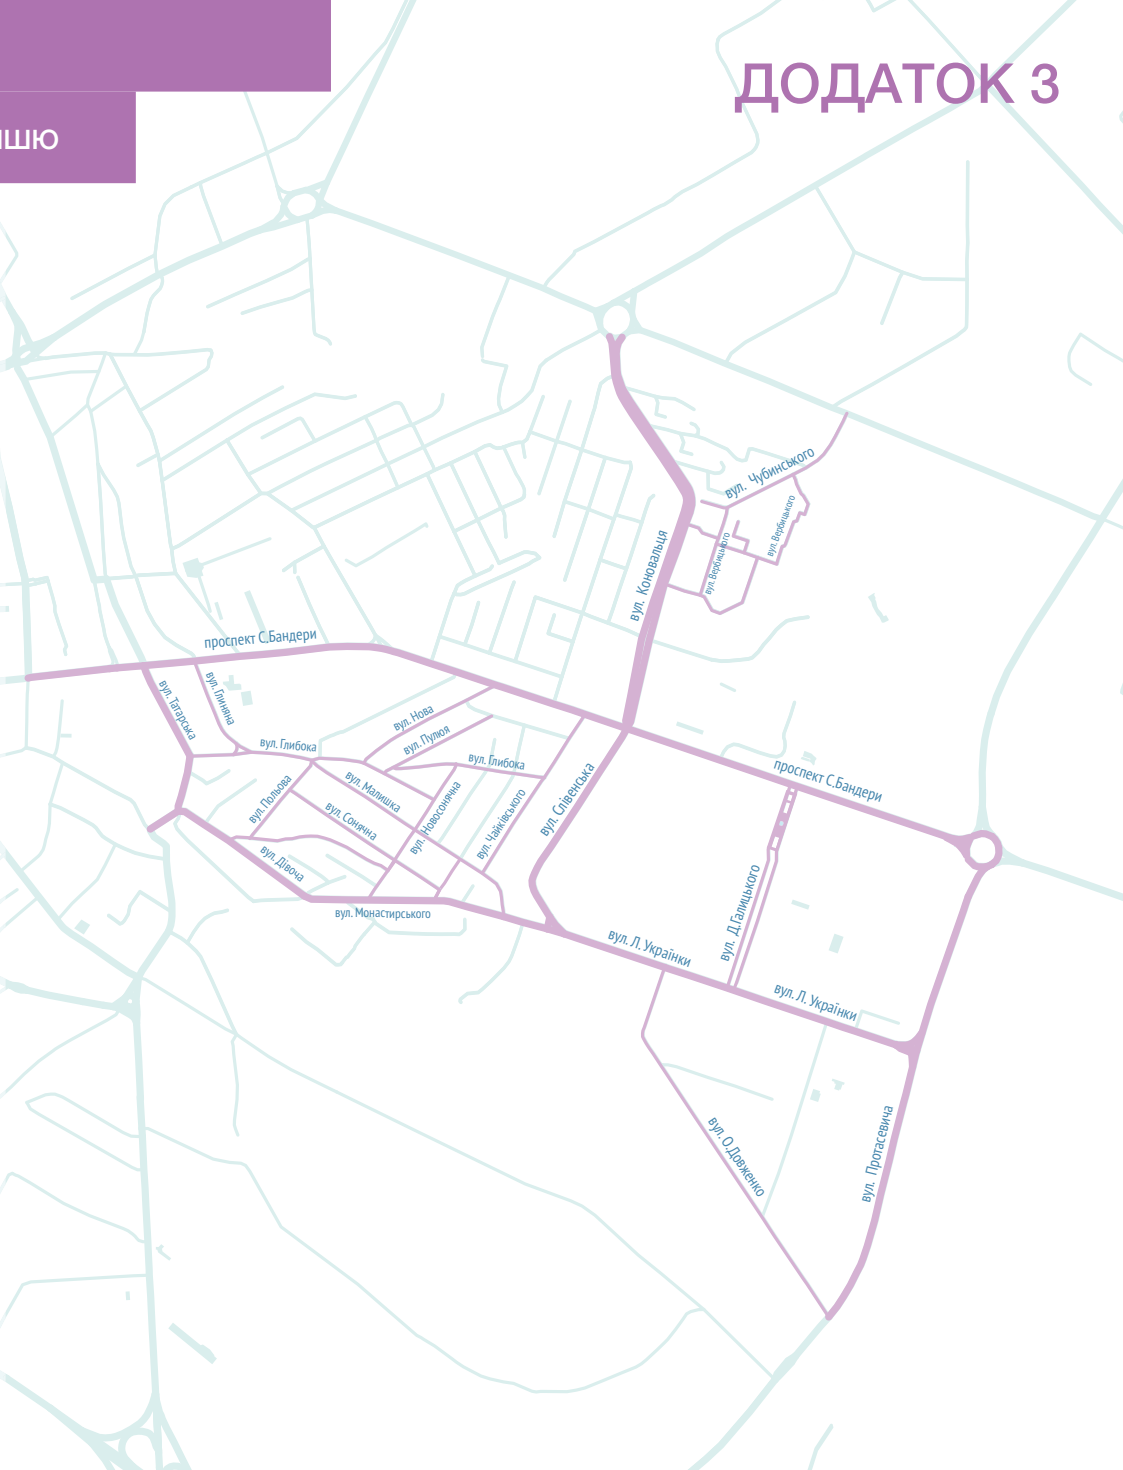 ДОДАТОК 3
вул. Чубинського
вул. Вербицького
вул. Вербицького
вул. Коновальця
проспект С.Бандери
вул. Татарська
вул. Глиняна
вул. Глибока
вул. Нова
вул. Пулюя
вул. Глибока
вул. Польова
вул. Малишка
вул. Сонячна
вул. Новосонячна
вул. Чайківського
вул. Слівенська
проспект С.Бандери
вул. Дівоча
вул. Монастирського
вул. Д.Галицького
вул. Л. Українки
вул. Л. Українки
вул. О.Довженко
вул. Протасевича